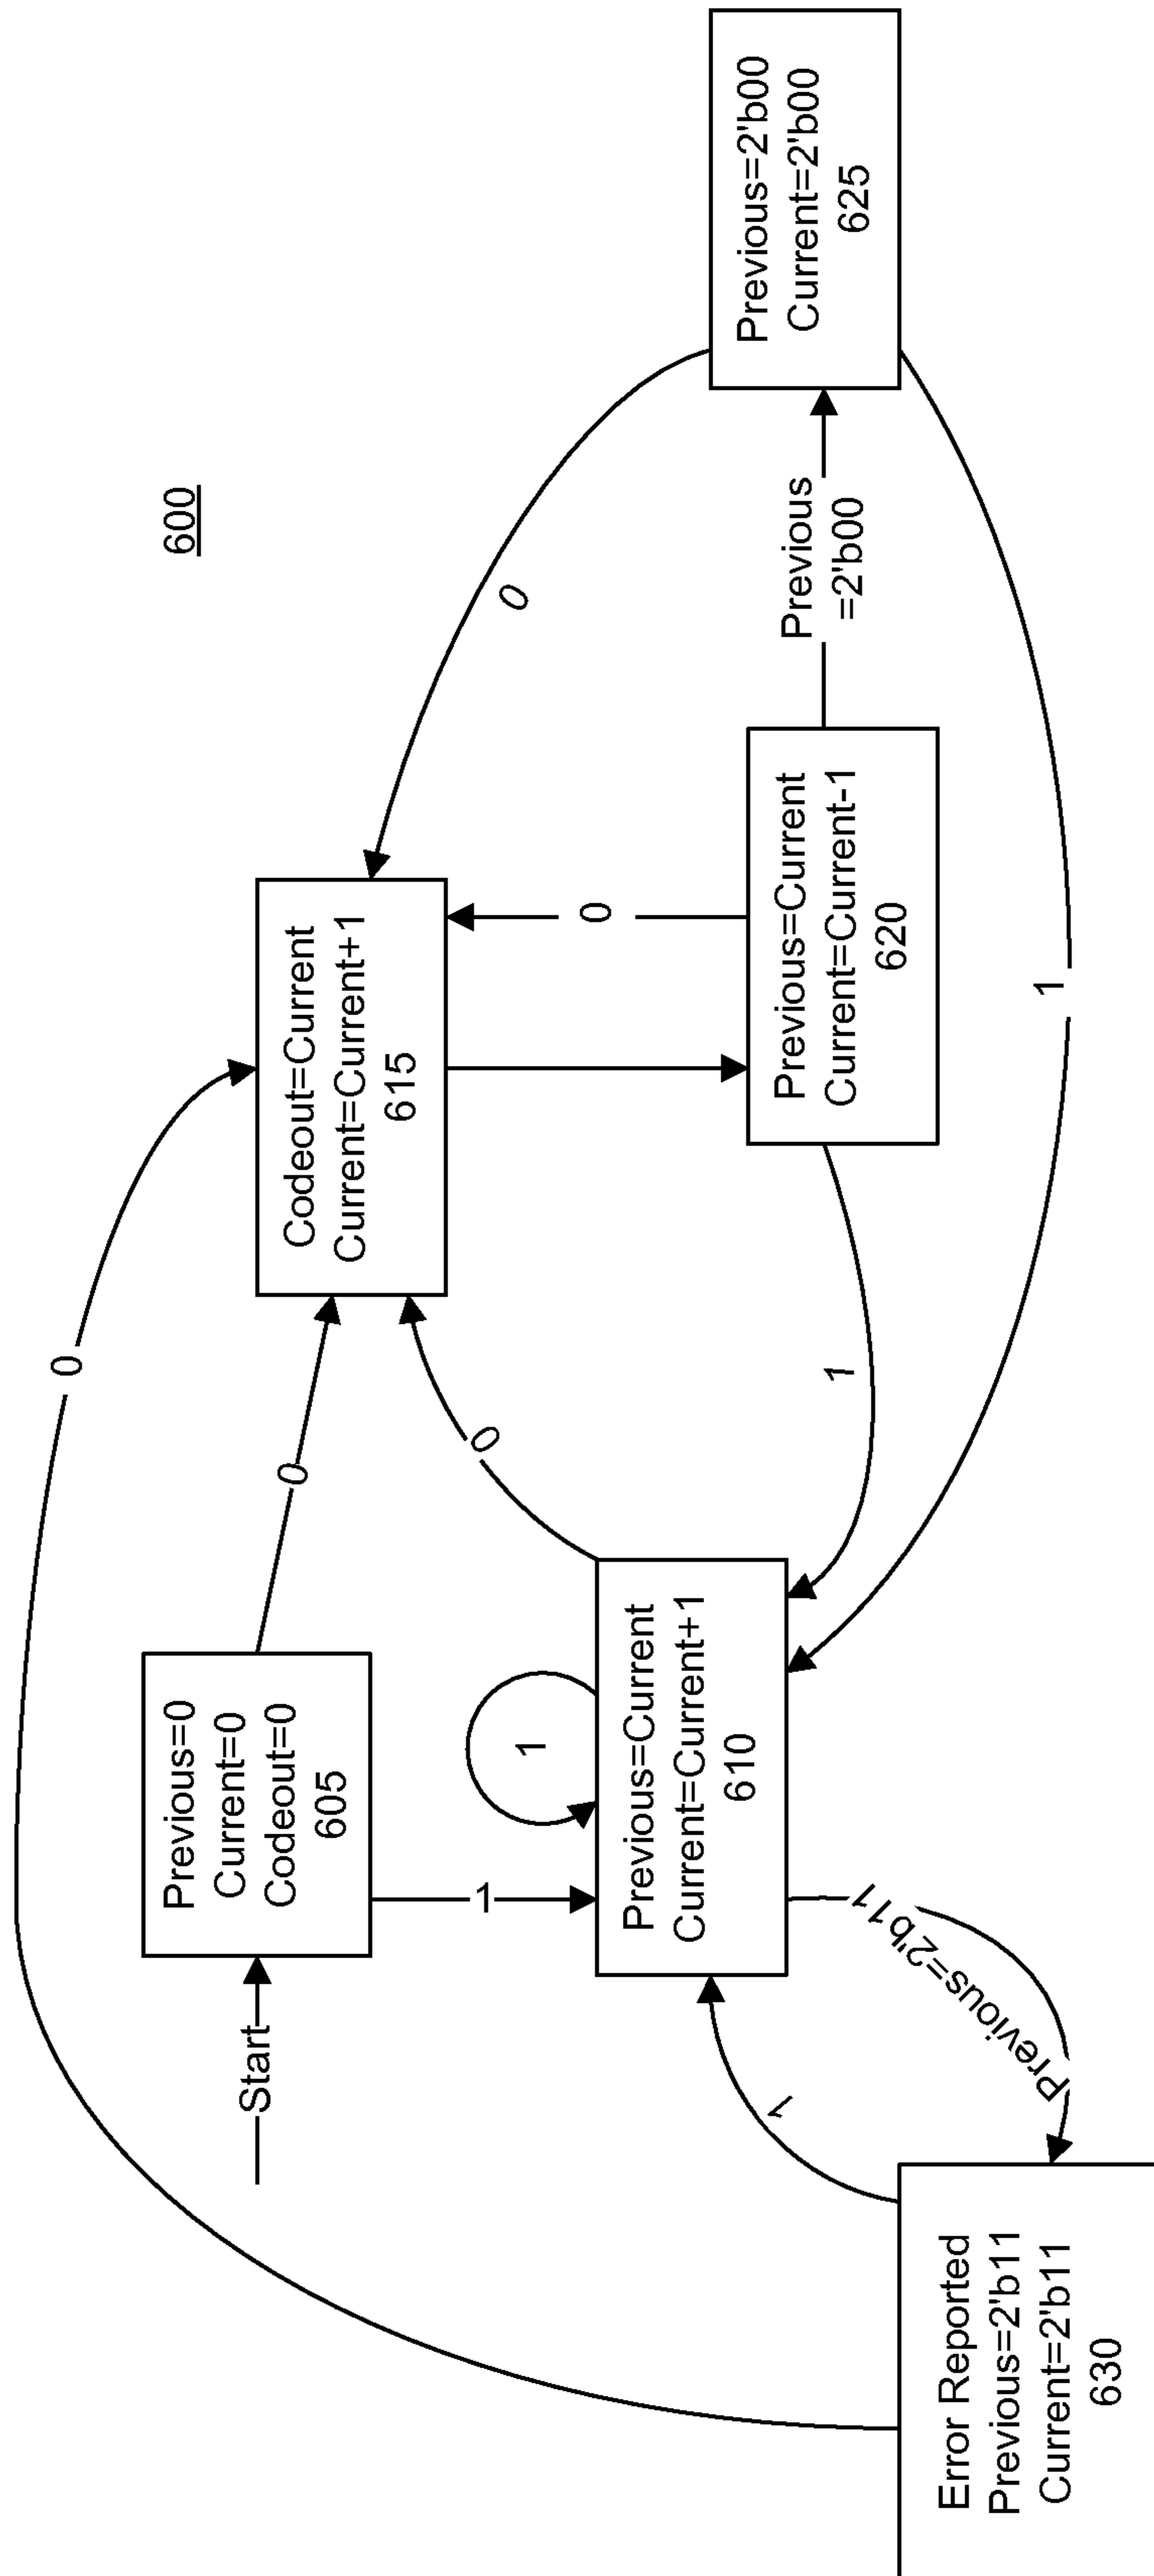 600
Start
Previous=0
Current=0
Codeout=0
605
0
1
0
Codeout=Current
Current=Current+1
615
0
0
0
Previous=Current
Current=Current+1
610
1
Previous=Current
Current=Current-1
620
1
Previous
=2'b00
Previous=2'b00
Current=2'b00
625
1
1
Previous=2'b11
Error Reported
Previous=2'b11
Current=2'b11
630